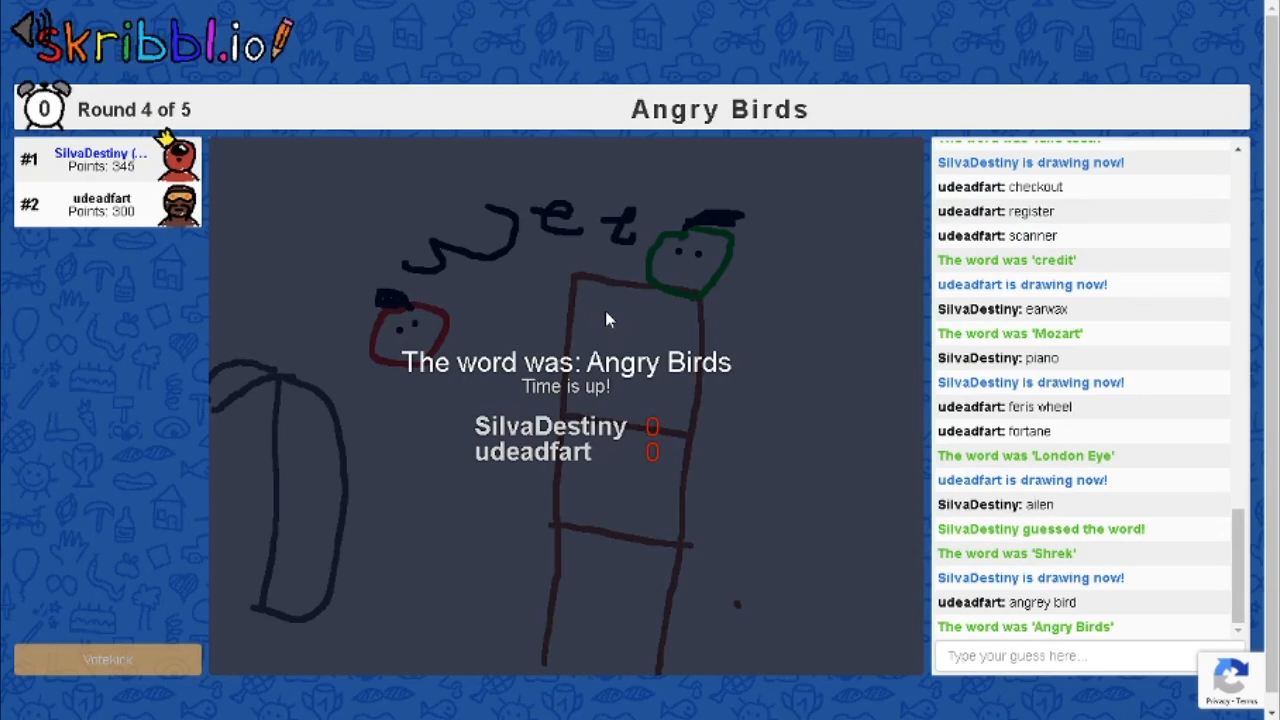 skribbl.io
0 Round 4 of 5
Angry Birds
#1 SilvaDestiny (...
Points: 345
#2 udeadfart
Points: 300
The word was: Angry Birds
Time is up!
SilvaDestiny 0
udeadfart 0
SilvaDestiny is drawing now!
udeadfart: checkout
udeadfart: register
udeadfart: scanner
The word was 'credit'
udeadfart is drawing now!
SilvaDestiny: earwax
The word was 'Mozart'
SilvaDestiny: piano
SilvaDestiny is drawing now!
udeadfart: feris wheel
udeadfart: fortane
The word was 'London Eye'
udeadfart is drawing now!
SilvaDestiny: ailen
SilvaDestiny guessed the word!
The word was 'Shrek'
SilvaDestiny is drawing now!
udeadfart: angrey bird
The word was 'Angry Birds'
Type your guess here...
Votekick
Privacy - Terms